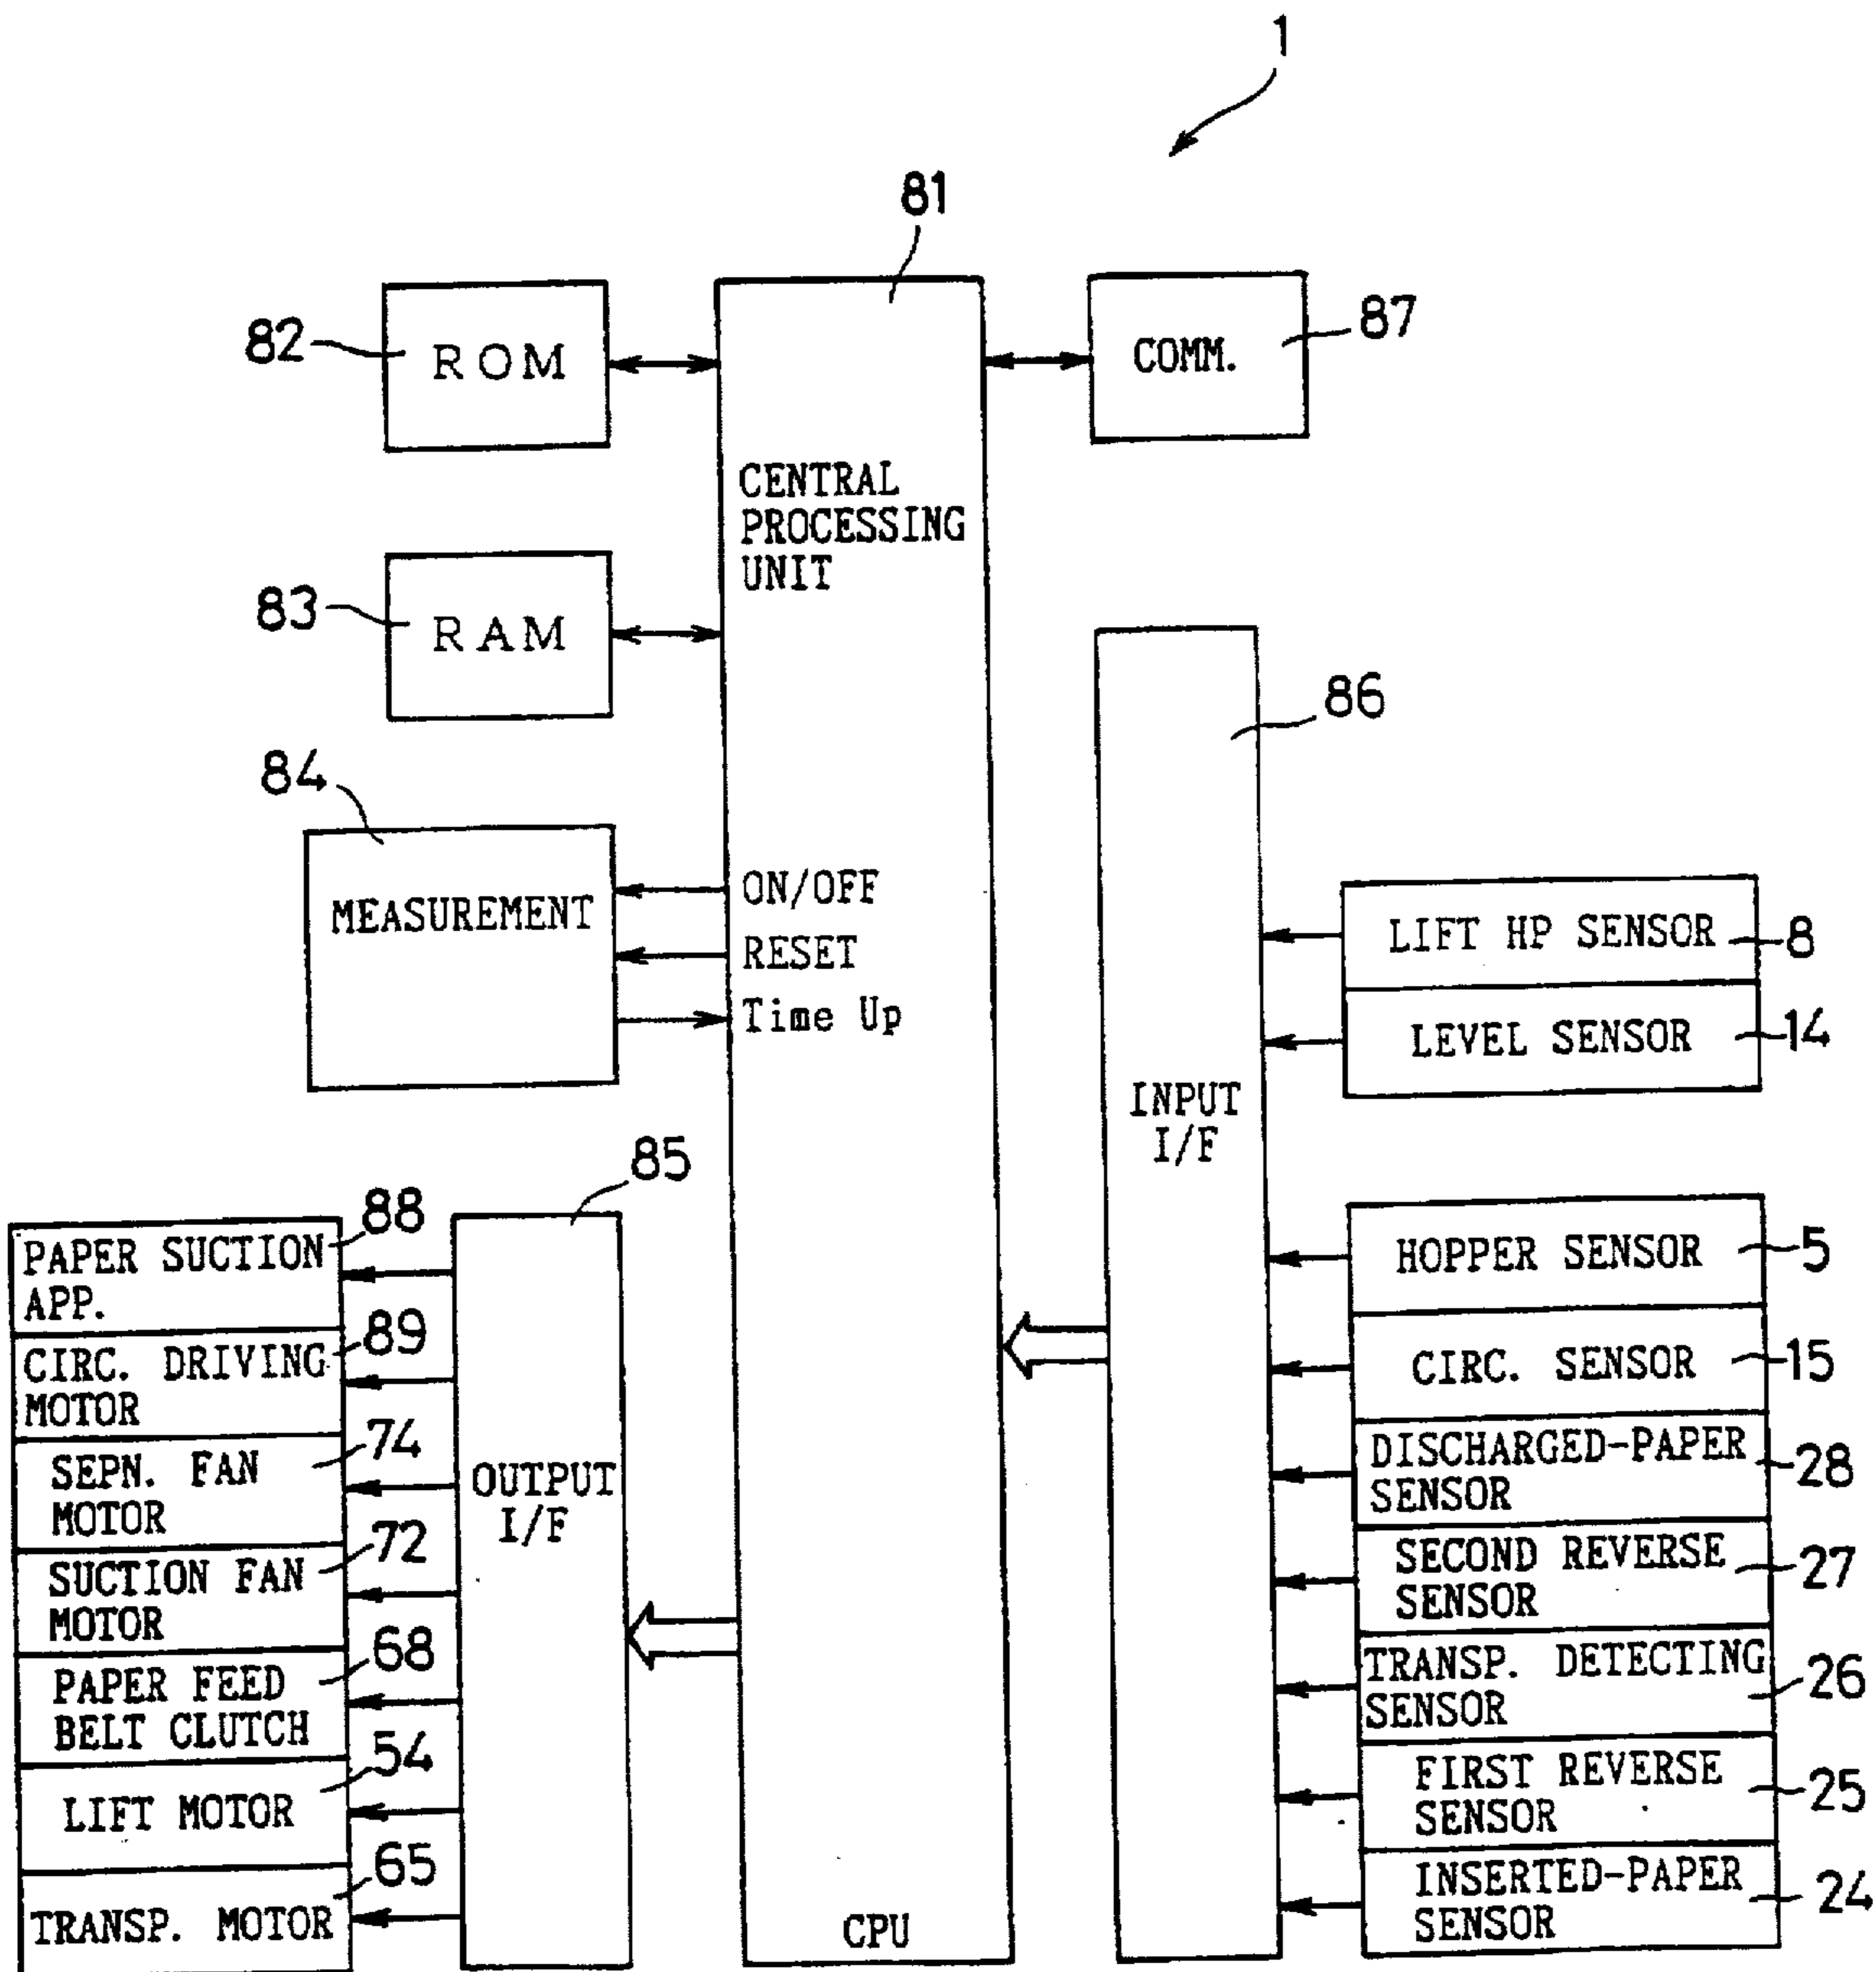 1
81
82
ROM
COMM.
87
CENTRAL
PROCESSING
UNIT
83
RAM
86
84
MEASUREMENT
ON/OFF
RESET
Time Up
LIFT HP SENSOR
8
LEVEL SENSOR
14
INPUT
I/F
85
88
PAPER SUCTION
APP.
89
CIRC. DRIVING
MOTOR
74
SEPN. FAN
MOTOR
72
SUCTION FAN
MOTOR
68
PAPER FEED
BELT CLUTCH
54
LIFT MOTOR
65
TRANSP. MOTOR
OUTPUT
I/F
CPU
HOPPER SENSOR
5
CIRC. SENSOR
15
DISCHARGED-PAPER
SENSOR
28
SECOND REVERSE
SENSOR
27
TRANSP. DETECTING
SENSOR
26
FIRST REVERSE
SENSOR
25
INSERTED-PAPER
SENSOR
24